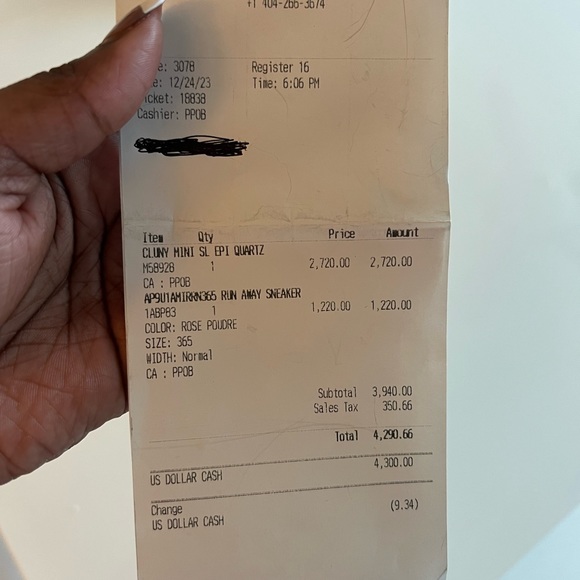 +1 404-266-3674
e: 3078 Register 16
e: 12/24/23 Time: 6:06 PM
icket: 18838
Cashier: PPOB
Item Qty Price Amount
CLUNY MINI SL EPI QUARTZ
M58928 1 2,720.00 2,720.00
CA : PPOB
AP9U1AMIRRN365 RUN AWAY SNEAKER
1ABP83 1 1,220.00 1,220.00
COLOR: ROSE POUDRE
SIZE: 365
WIDTH: Normal
CA : PPOB
Subtotal 3,940.00
Sales Tax 350.66
Total 4,290.66
US DOLLAR CASH 4,300.00
Change (9.34)
US DOLLAR CASH